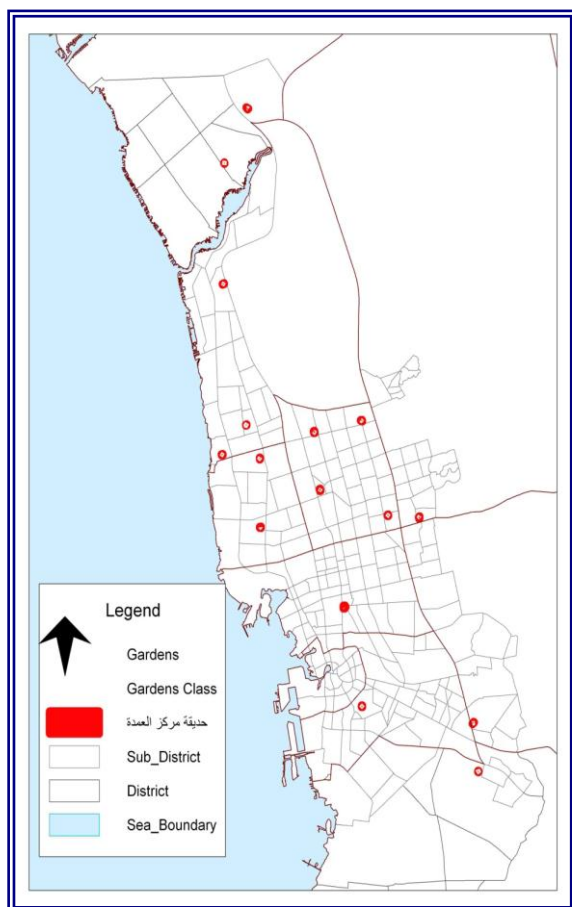 Legend
Gardens
Gardens Class
حديقة مركز العمدة
Sub_District
District
Sea_Boundary